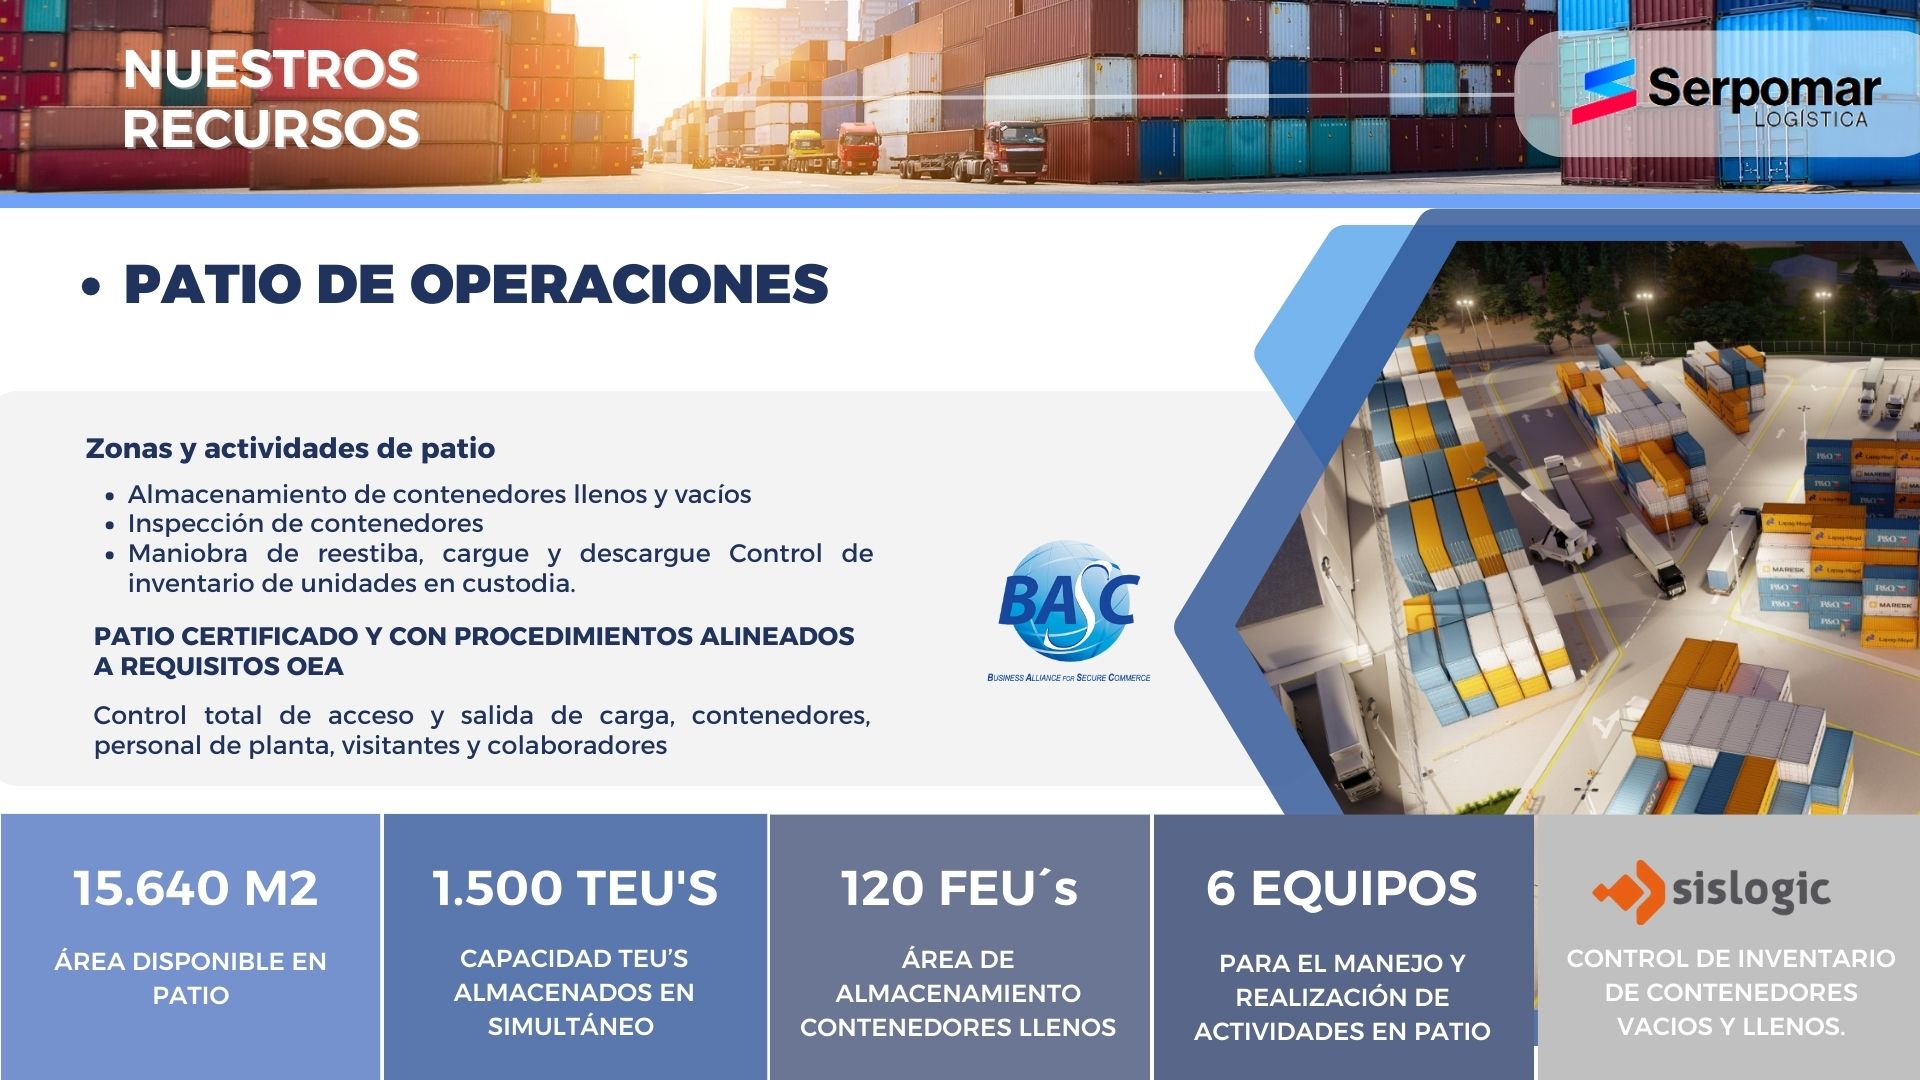 NUESTROS
RECURSOS
Serpomar
LOGÍSTICA
• PATIO DE OPERACIONES
Zonas y actividades de patio
• Almacenamiento de contenedores llenos y vacíos
• Inspección de contenedores
• Maniobra de reestiba, cargue y descargue Control de
inventario de unidades en custodia.
PATIO CERTIFICADO Y CON PROCEDIMIENTOS ALINEADOS
A REQUISITOS OEA
Control total de acceso y salida de carga, contenedores,
personal de planta, visitantes y colaboradores
BASC
BUSINESS ALLIANCE FOR SECURE COMMERCE
P&O
MAERSK
P&O
MAERSK
15.640 M2
ÁREA DISPONIBLE EN
PATIO
1.500 TEU'S
CAPACIDAD TEU’S
ALMACENADOS EN
SIMULTÁNEO
120 FEU´s
ÁREA DE
ALMACENAMIENTO
CONTENEDORES LLENOS
6 EQUIPOS
PARA EL MANEJO Y
REALIZACIÓN DE
ACTIVIDADES EN PATIO
sislogic
CONTROL DE INVENTARIO
DE CONTENEDORES
VACIOS Y LLENOS.